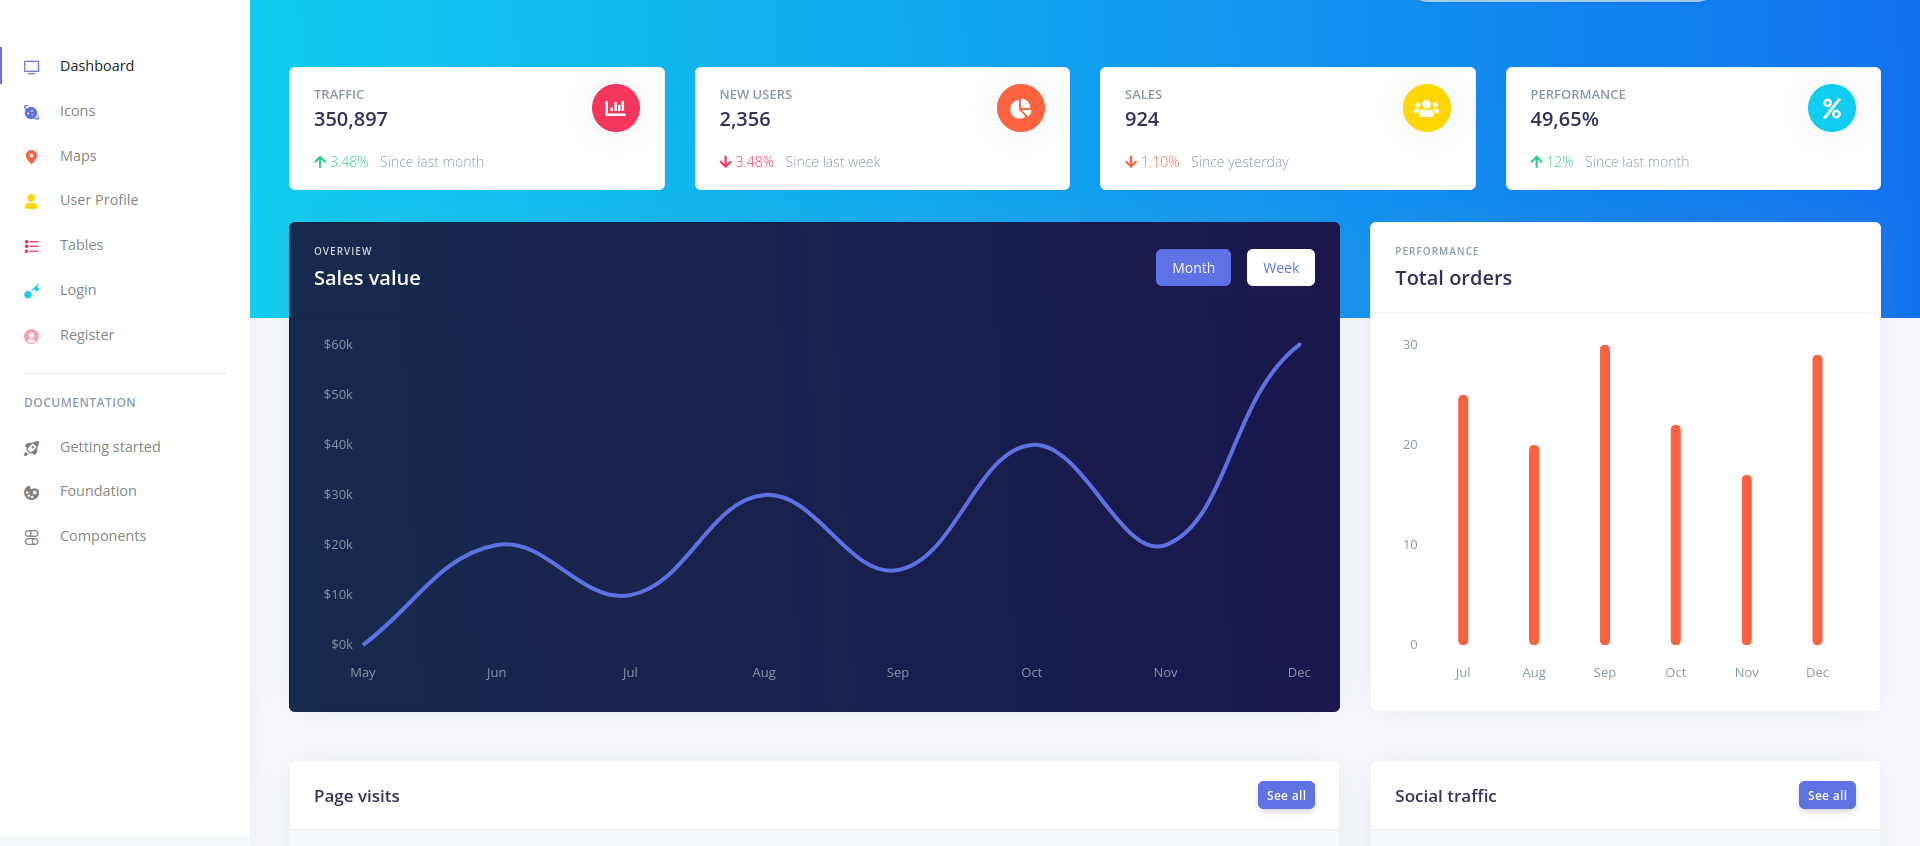 Dashboard
Icons
Maps
User Profile
Tables
Login
Register
DOCUMENTATION
Getting started
Foundation
Components
TRAFFIC
350,897
3.48% Since last month
NEW USERS
2,356
3.48% Since last week
SALES
924
1.10% Since yesterday
PERFORMANCE
49,65%
12% Since last month
OVERVIEW
Sales value
Month Week
$60k
$50k
$40k
$30k
$20k
$10k
$0k
May Jun Jul Aug Sep Oct Nov Dec
PERFORMANCE
Total orders
30
20
10
0
Jul Aug Sep Oct Nov Dec
Page visits See all
Social traffic See all